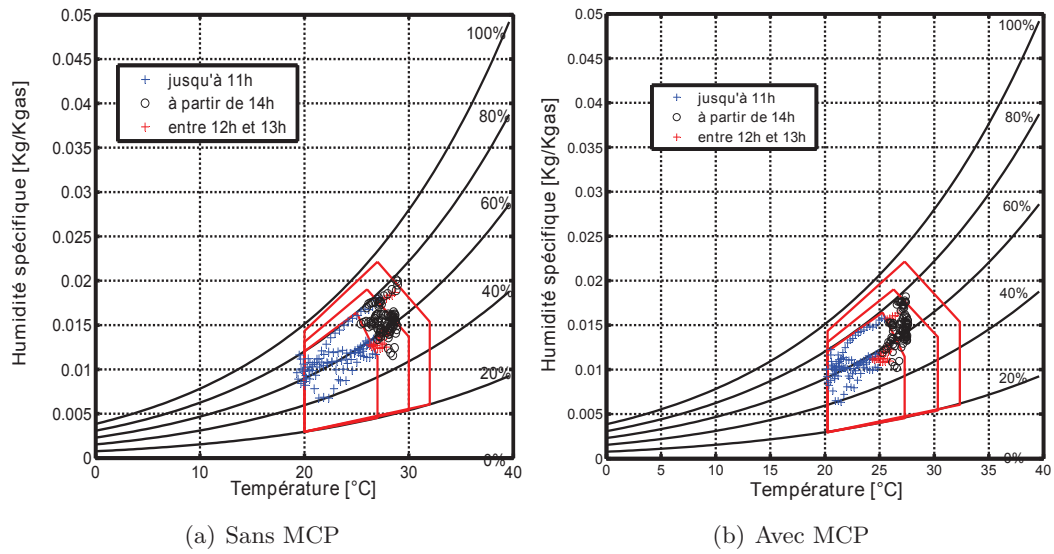 0.05
0.045
0.04
0.035
0.03
0.025
0.02
0.015
0.01
0.005
0
Humidité spécifique [Kg/Kgas]
jusqu'à 11h
à partir de 14h
entre 12h et 13h
100%
80%
60%
40%
20%
0%
0 10 20 30 40
Température [°C]
(a) Sans MCP
0.05
0.045
0.04
0.035
0.03
0.025
0.02
0.015
0.01
0.005
0
Humidité spécifique [Kg/Kgas]
jusqu'à 11h
à partir de 14h
entre 12h et 13h
100%
80%
60%
40%
20%
0%
0 5 10 15 20 25 30 35 40
Température [°C]
(b) Avec MCP